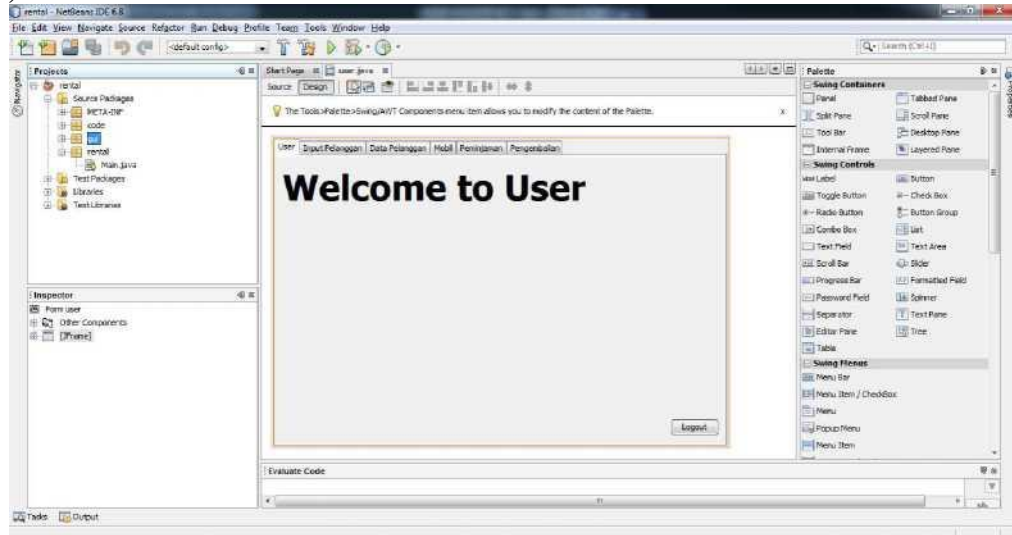 rental - NetBeans IDE 6.8
File Edit View Navigate Source Refactor Run Debug Profile Team Tools Window Help
<default config>
Search (Ctrl+I)
Projects
rental
Source Packages
META-INF
code
gui
rental
Main.java
Test Packages
Libraries
Test Libraries
Navigator
Inspector
Form user
Other Components
[JFrame]
Start Page
user.java
Source Design
The Tools>Palette>Swing/AWT Components menu item allows you to modify the content of the Palette.
User Input Pelanggan Data Pelanggan Mobil Peminjaman Pengembalian
Welcome to User
Logout
Evaluate Code
Palette
Properties
Swing Containers
Panel Tabbed Pane
Split Pane Scroll Pane
Tool Bar Desktop Pane
Internal Frame Layered Pane
Swing Controls
Label Button
Toggle Button Check Box
Radio Button Button Group
Combo Box List
Text Field Text Area
Scroll Bar Slider
Progress Bar Formatted Field
Password Field Spinner
Separator Text Pane
Editor Pane Tree
Table
Swing Menus
Menu Bar
Menu Item / CheckBox
Menu
Popup Menu
Menu Item
Tasks Output